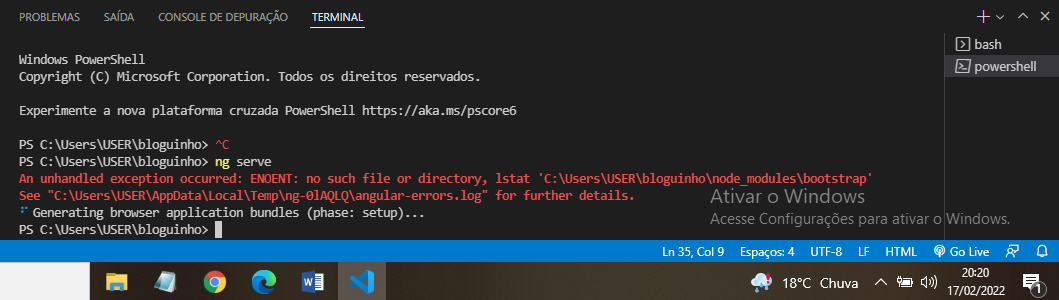 PROBLEMAS SAÍDA CONSOLE DE DEPURAÇÃO TERMINAL
Windows PowerShell
Copyright (C) Microsoft Corporation. Todos os direitos reservados.
Experimente a nova plataforma cruzada PowerShell https://aka.ms/pscore6
PS C:\Users\USER\bloguinho> ^C
PS C:\Users\USER\bloguinho> ng serve
An unhandled exception occurred: ENOENT: no such file or directory, lstat 'C:\Users\USER\bloguinho\node_modules\bootstrap'
See "C:\Users\USER\AppData\Local\Temp\ng-0lAQLQ\angular-errors.log" for further details.
Generating browser application bundles (phase: setup)...
PS C:\Users\USER\bloguinho>
bash
powershell
Ativar o Windows
Acesse Configurações para ativar o Windows.
Ln 35, Col 9 Espaços: 4 UTF-8 LF HTML Go Live
18°C Chuva
20:20
17/02/2022
1